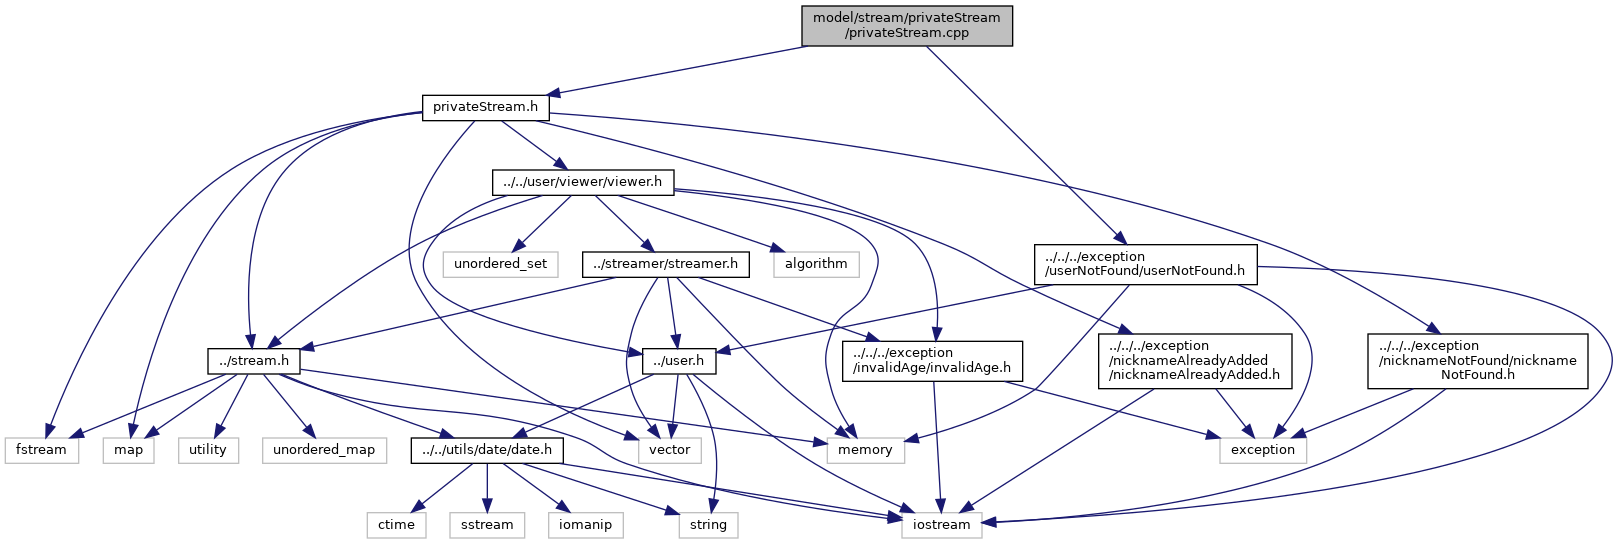 model/stream/privateStream
/privateStream.cpp
privateStream.h
../../user/viewer/viewer.h
unordered_set
../streamer/streamer.h
algorithm
../../../exception
/userNotFound/userNotFound.h
../stream.h
../user.h
../../../exception
/invalidAge/invalidAge.h
../../../exception
/nicknameAlreadyAdded
/nicknameAlreadyAdded.h
../../../exception
/nicknameNotFound/nickname
NotFound.h
fstream
map
utility
unordered_map
../../utils/date/date.h
vector
memory
exception
ctime
sstream
iomanip
string
iostream